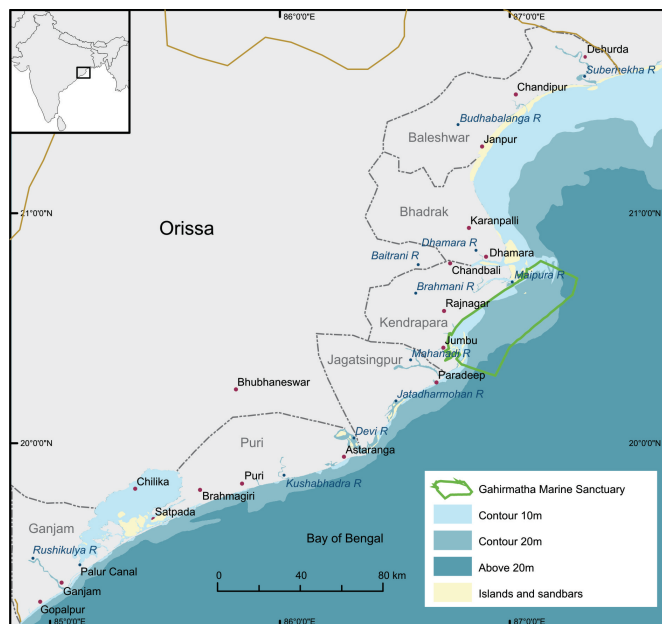 86°0'0"E
87°0'0"E
Dehurda
Subernekha R
Chandipur
Budhabalanga R
Baleshwar
Janpur
21°0'0"N
21°0'0"N
Bhadrak
Karanpalli
Orissa
Dhamara R
Dhamara
Baitrani R
Chandbali
Maipura R
Brahmani R
Rajnagar
Kendrapara
Jumbu
Mahanadi R
Jagatsingpur
Paradeep
Bhubhaneswar
Jatadharmohan R
Devi R
20°0'0"N
20°0'0"N
Puri
Astaranga
Chilika
Puri
Kushabhadra R
Brahmagiri
Satpada
Ganjam
Rushikulya R
Palur Canal
Ganjam
Gopalpur
Bay of Bengal
0 20 40 80 km
Gahirmatha Marine Sanctuary
Contour 10m
Contour 20m
Above 20m
Islands and sandbars
85°0'0"E
86°0'0"E
87°0'0"E